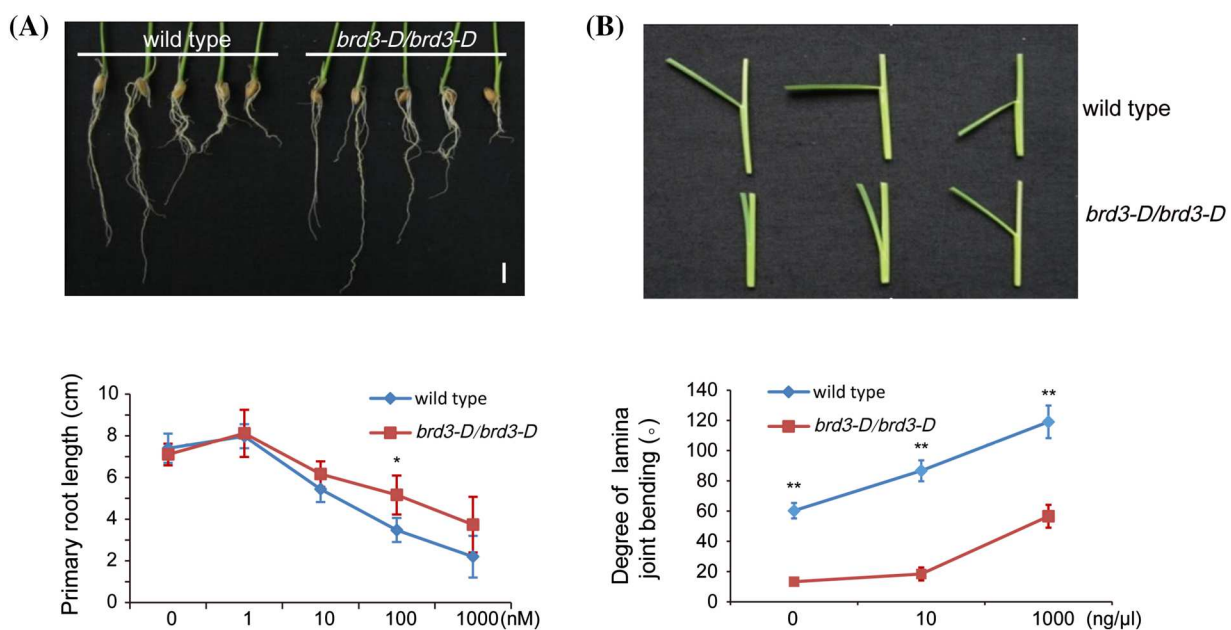 (A)
wild type brd3-D/brd3-D
Primary root length (cm)
10
8
6
4
2
0
wild type
brd3-D/brd3-D
*
0 1 10 100 1000(nM)
(B)
wild type
brd3-D/brd3-D
Degree of lamina
joint bending (°)
140
120
100
80
60
40
20
0
wild type
brd3-D/brd3-D
**
**
**
0 10 1000 (ng/µl)